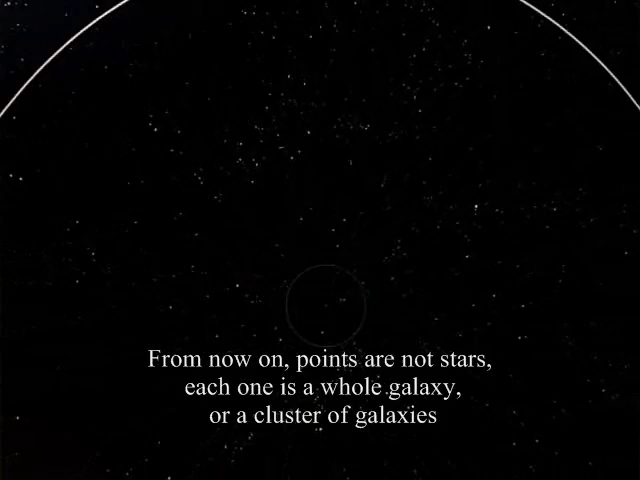 From now on, points are not stars,
each one is a whole galaxy,
or a cluster of galaxies